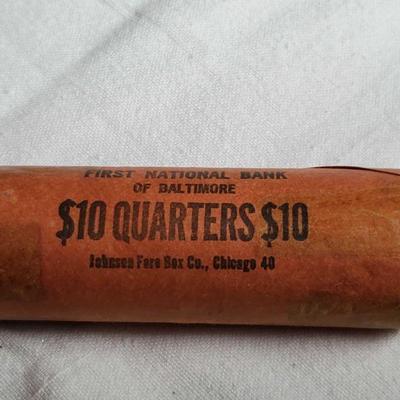 FIRST NATIONAL BANK
OF BALTIMORE
$10 QUARTERS $10
Johnson Fare Box Co., Chicago 40